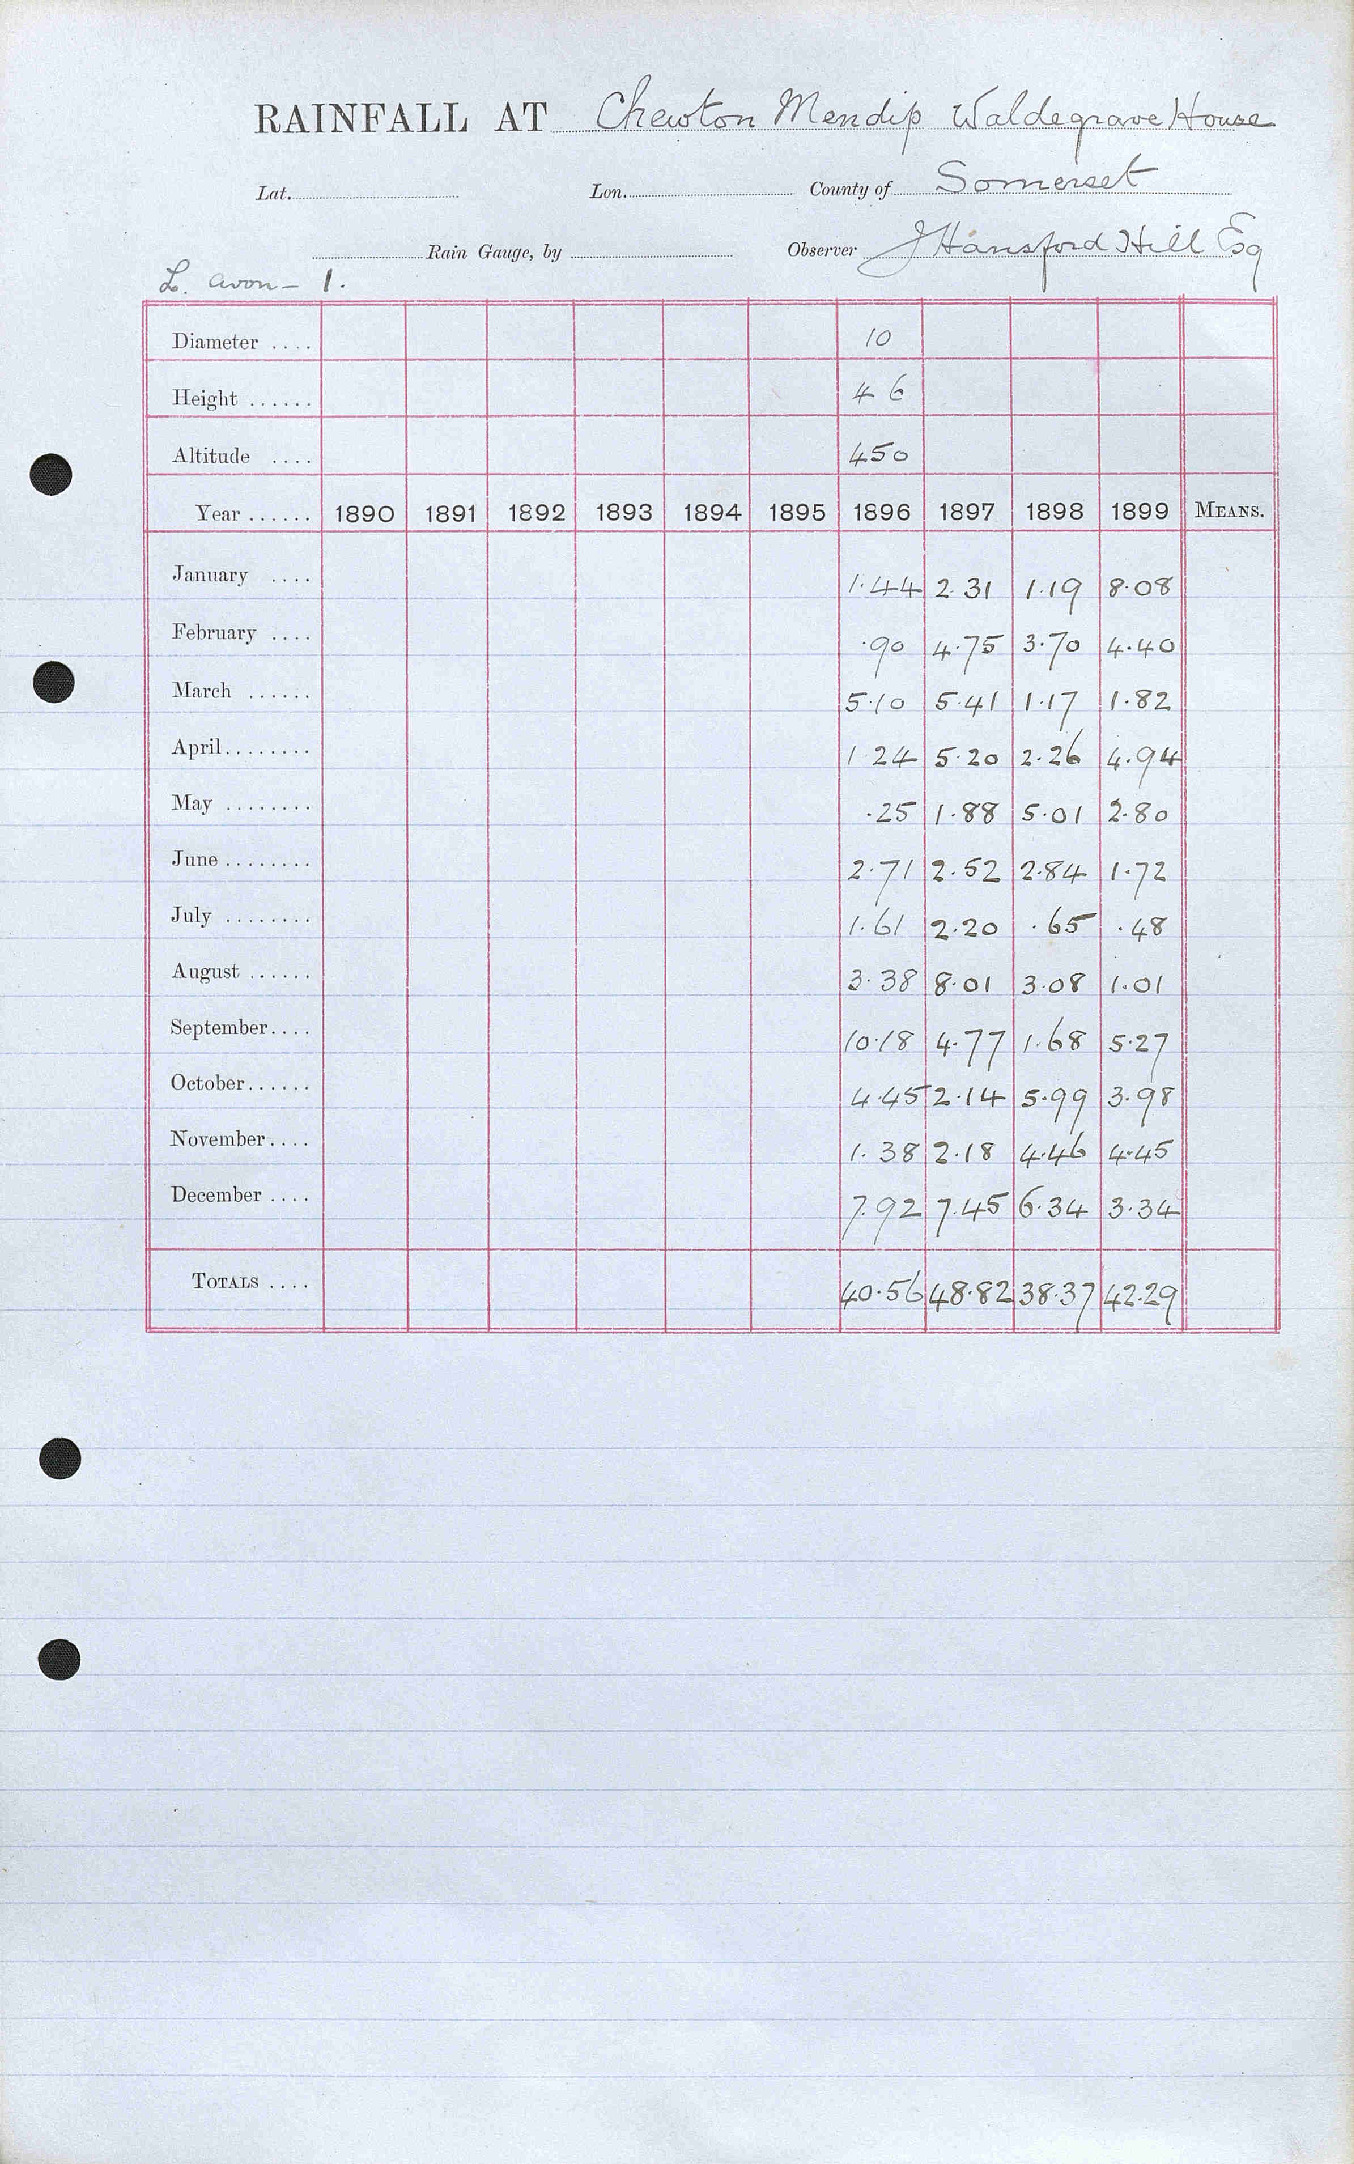 RAINFALL AT Chewton Mendip Waldegrave House
Lat. Lon. County of Somerset
Rain Gauge, by Observer J Hansford Hill Esq
L. Avon – 1.
Diameter .... 10
Height ...... 4 6
Altitude .... 450
Year ...... 1890 1891 1892 1893 1894 1895 1896 1897 1898 1899 MEANS.
January .... 1.44 2.31 1.19 8.08
February .... .90 4.75 3.70 4.40
March ...... 5.10 5.41 1.17 1.82
April........ 1 24 5.20 2.26 4.94
May ........ .25 1.88 5.01 2.80
June ........ 2.71 2.52 2.84 1.72
July ........ 1.61 2.20 .65 .48
August ...... 3.38 8.01 3.08 1.01
September.... 10.18 4.77 1.68 5.27
October...... 4.45 2.14 5.99 3.98
November.... 1.38 2.18 4.46 4.45
December .... 7.92 7.45 6.34 3.34
TOTALS .... 40.56 48.82 38.37 42.29